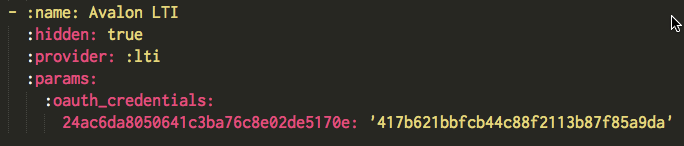 - :name: Avalon LTI
:hidden: true
:provider: :lti
:params:
:oauth_credentials:
24ac6da8050641c3ba76c8e02de5170e: '417b621bbfcb44c88f2113b87f85a9da'